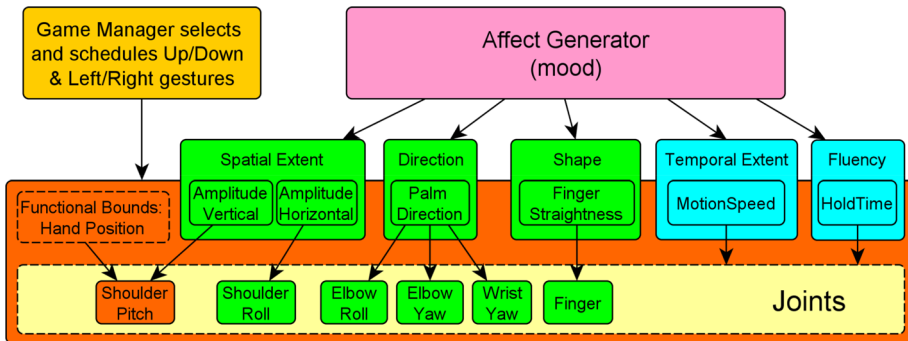 Game Manager selects
and schedules Up/Down
& Left/Right gestures
Affect Generator
(mood)
Spatial Extent
Direction
Shape
Temporal Extent
Fluency
Functional Bounds:
Hand Position
Amplitude
Vertical
Amplitude
Horizontal
Palm
Direction
Finger
Straightness
MotionSpeed
HoldTime
Shoulder
Pitch
Shoulder
Roll
Elbow
Roll
Elbow
Yaw
Wrist
Yaw
Finger
Joints